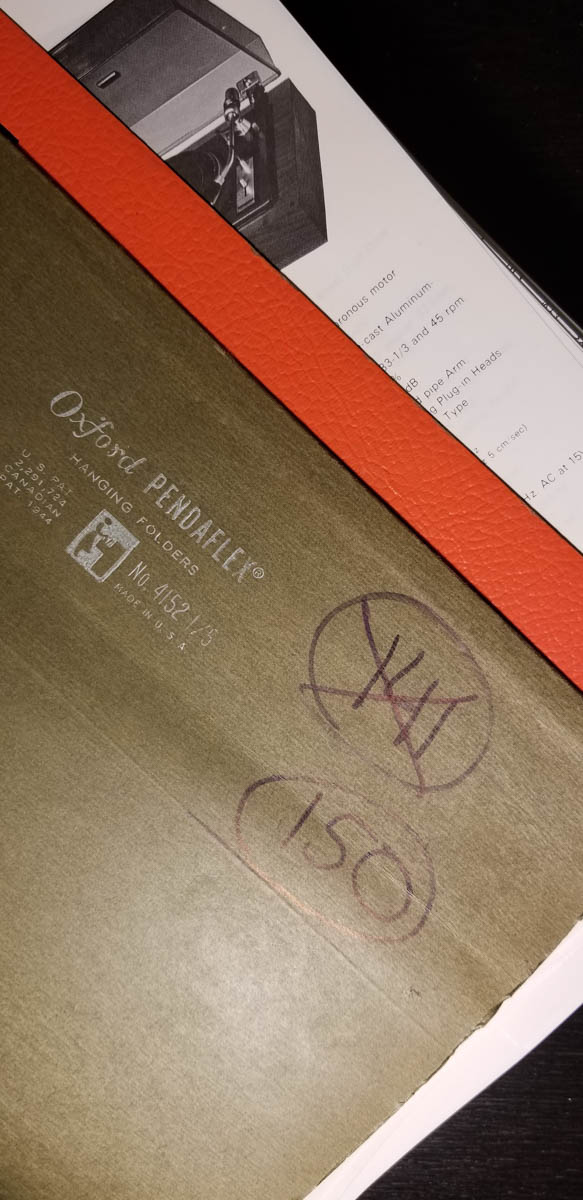 ronous motor
cast Aluminum.
33-1/3 and 45 rpm
%
dB
d pipe Arm
g Plug-in Heads
Type
z
r 5 cm sec)
Hz AC at 15
Oxford PENDAFLEX®
HANGING FOLDERS
U. S. PAT.
2,291,724
CANADIAN
PAT. 1944
NO. 4152 1/5
MADE IN U. S. A.
150